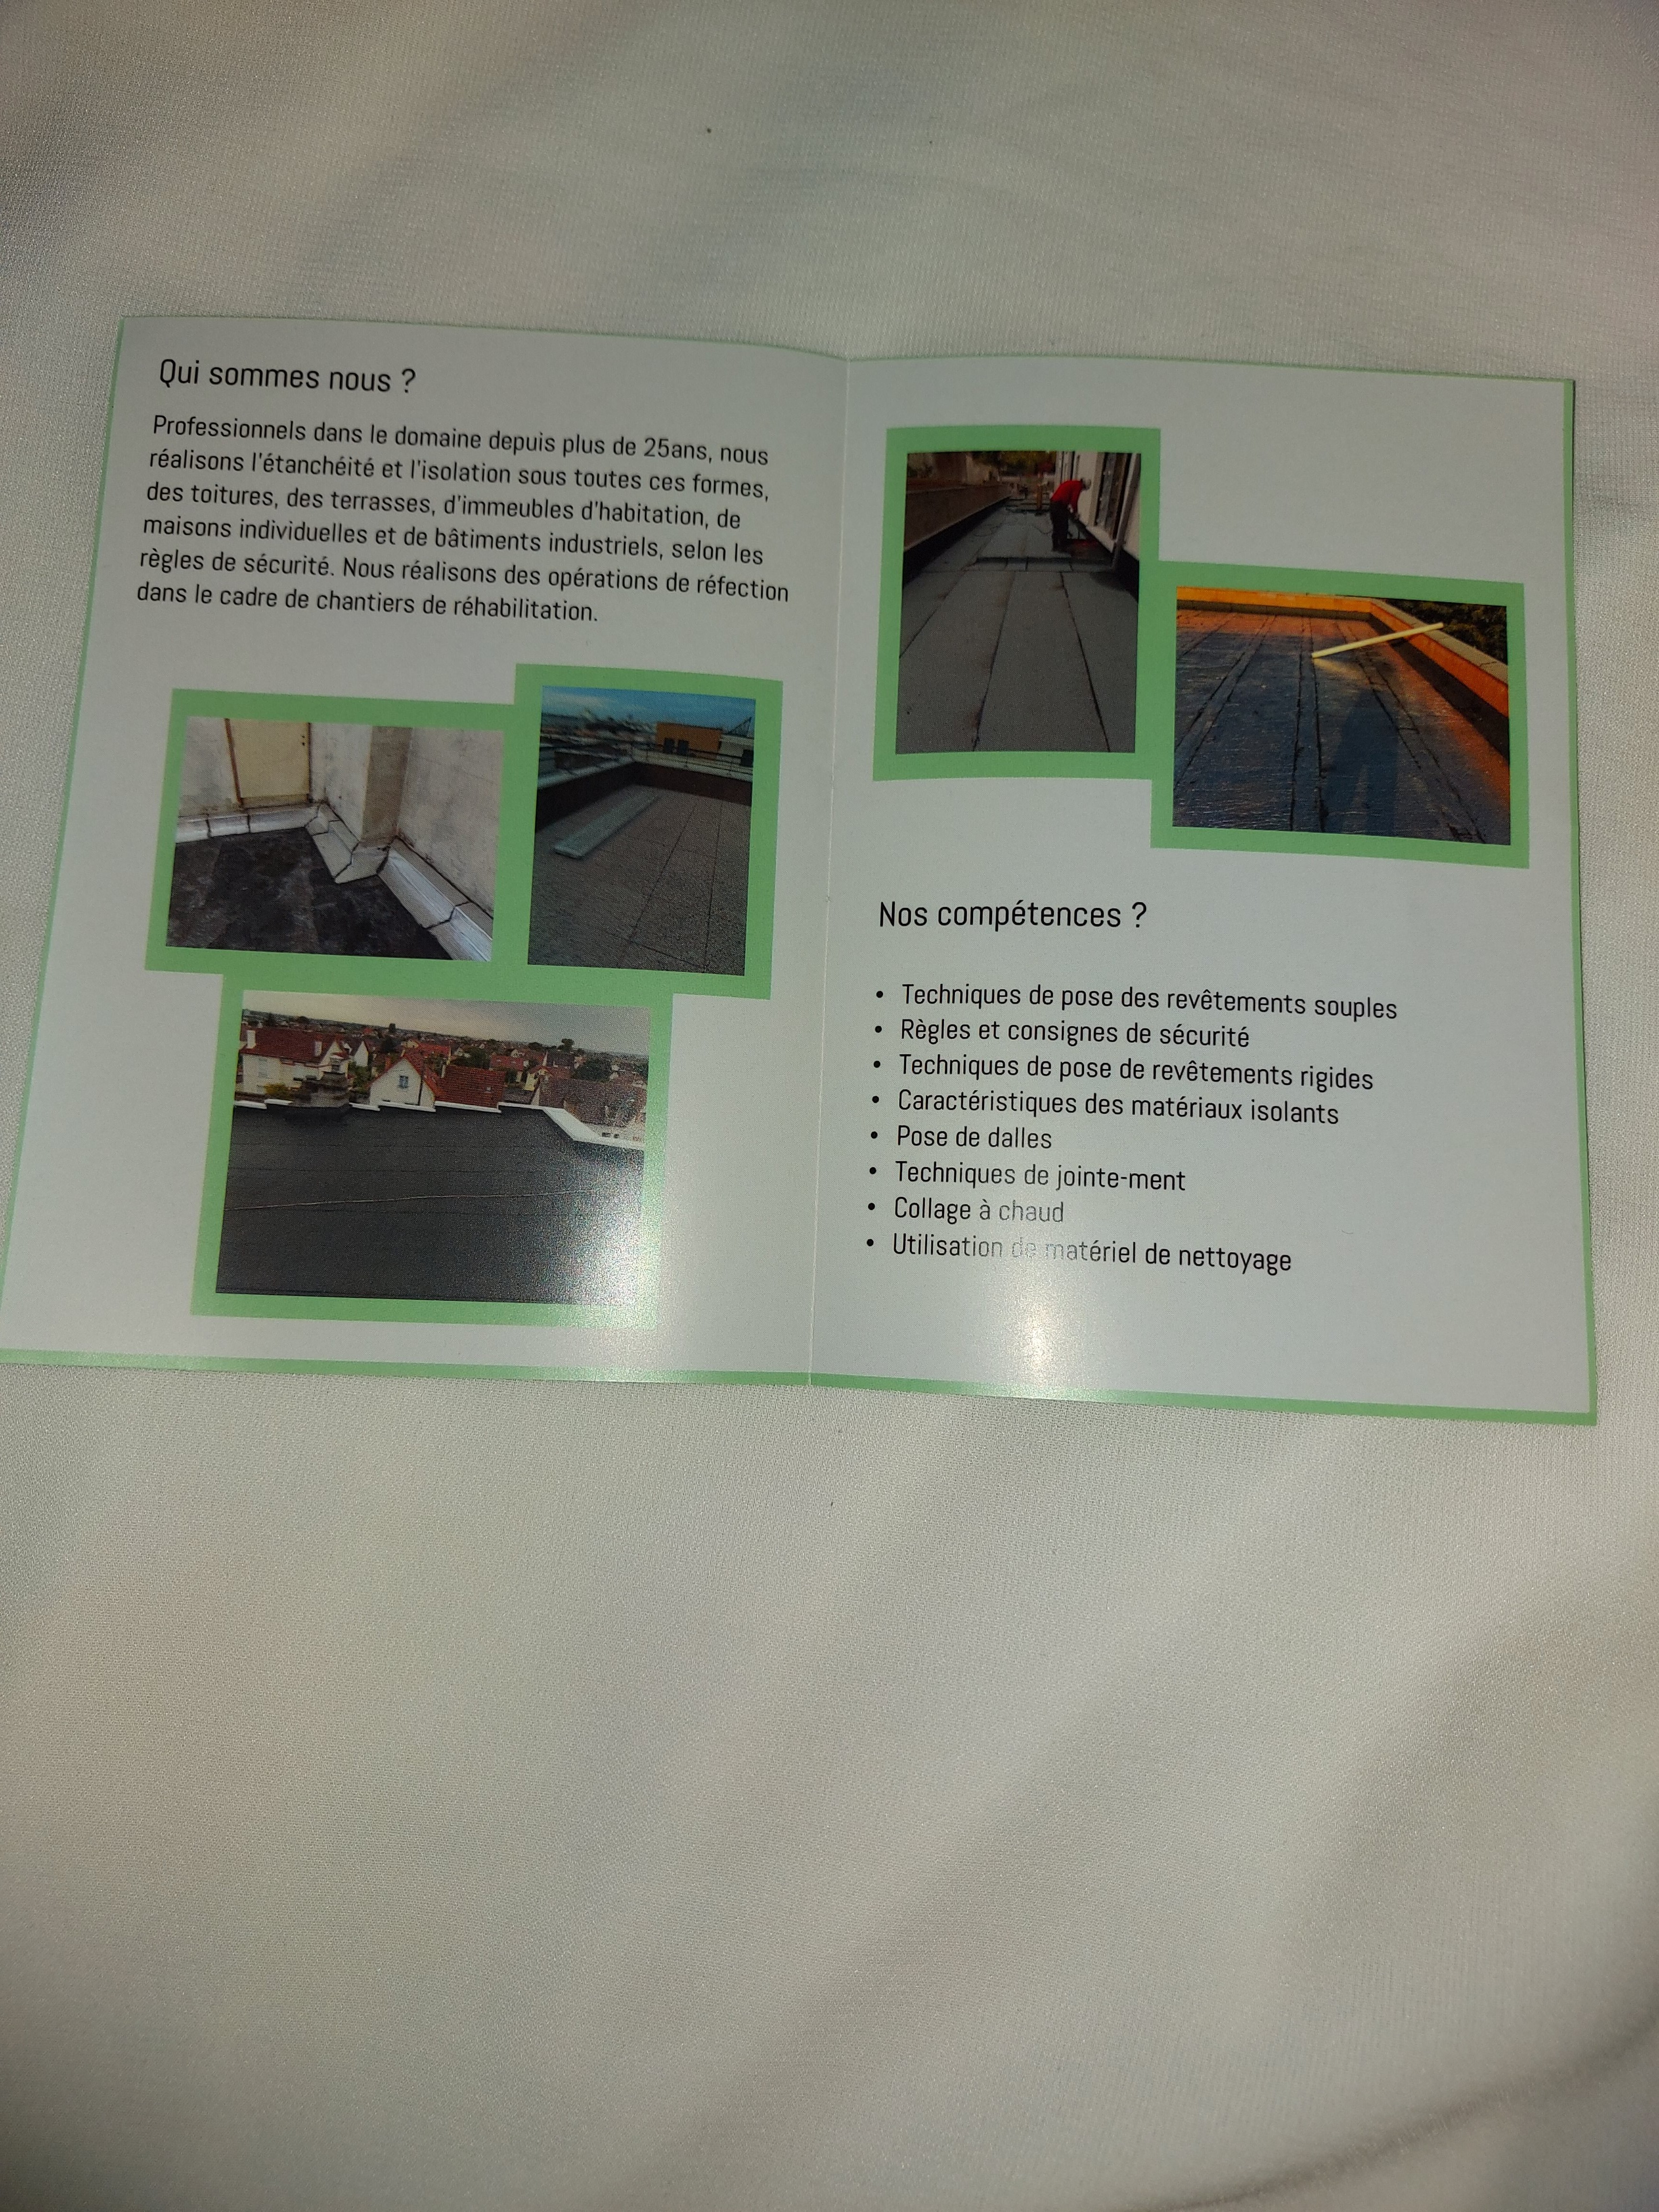 Qui sommes nous ?
Professionnels dans le domaine depuis plus de 25ans, nous
réalisons l'étanchéité et l'isolation sous toutes ces formes,
des toitures, des terrasses, d'immeubles d'habitation, de
maisons individuelles et de bâtiments industriels, selon les
règles de sécurité. Nous réalisons des opérations de réfection
dans le cadre de chantiers de réhabilitation.
Nos compétences ?
• Techniques de pose des revêtements souples
• Règles et consignes de sécurité
• Techniques de pose de revêtements rigides
• Caractéristiques des matériaux isolants
• Pose de dalles
• Techniques de jointe-ment
• Collage à chaud
• Utilisation de matériel de nettoyage